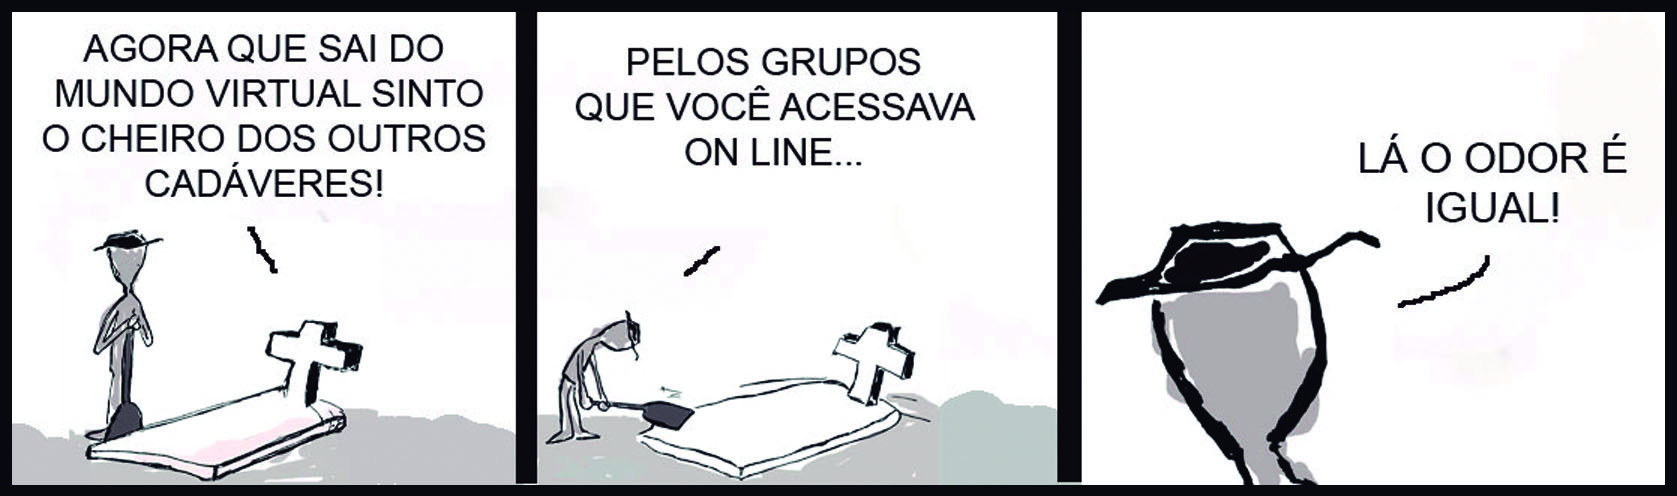 AGORA QUE SAI DO
MUNDO VIRTUAL SINTO
O CHEIRO DOS OUTROS
CADÁVERES!
PELOS GRUPOS
QUE VOCÊ ACESSAVA
ON LINE...
LÁ O ODOR É
IGUAL!